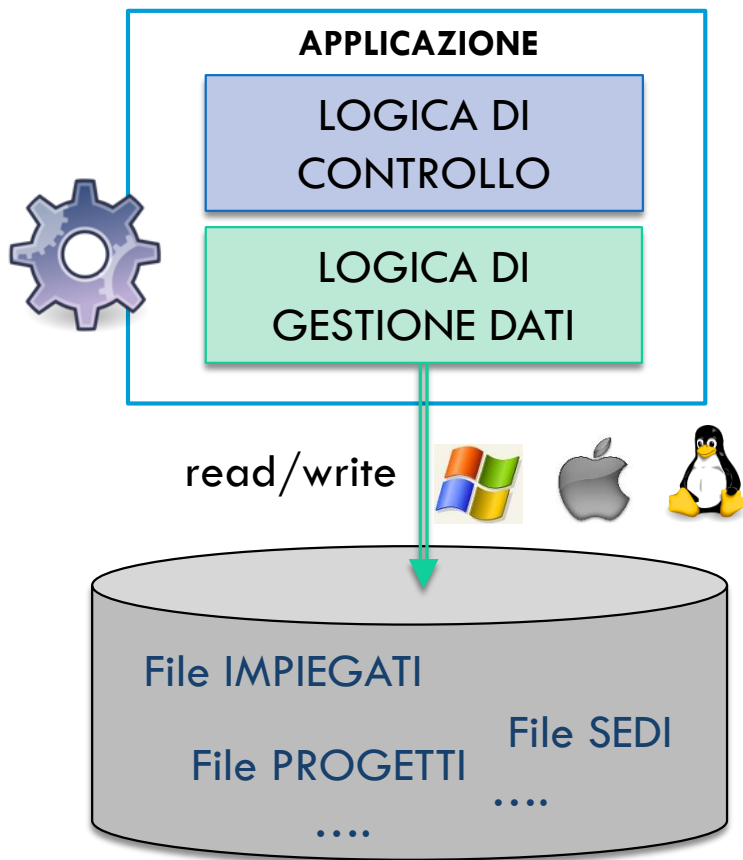 APPLICAZIONE
LOGICA DI
CONTROLLO
LOGICA DI
GESTIONE DATI
read/write
File IMPIEGATI
File SEDI
File PROGETTI
....
....